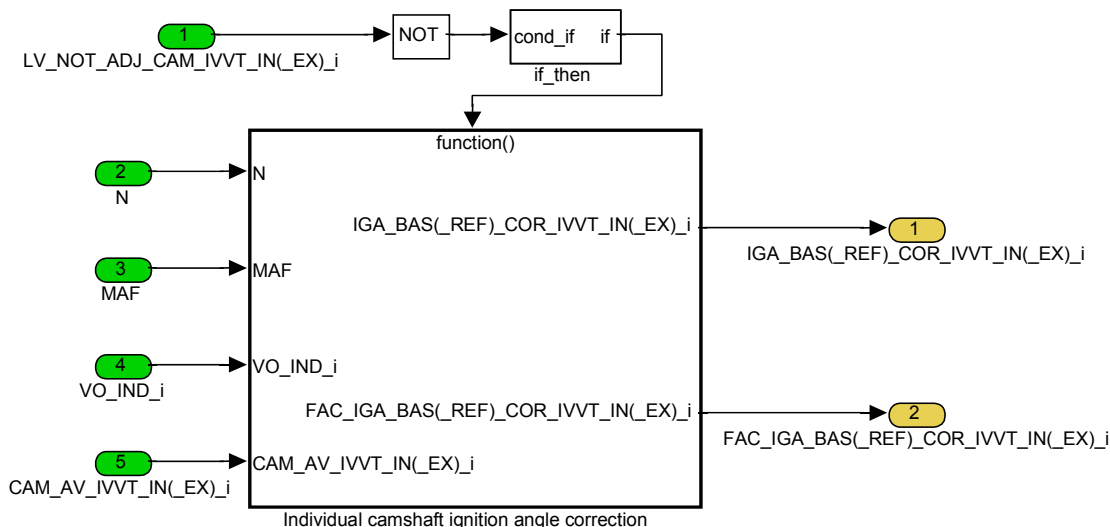 1
LV_NOT_ADJ_CAM_IVVT_IN(_EX)_i
NOT
cond_if
if
if_then
function()
2
N
N
IGA_BAS(_REF)_COR_IVVT_IN(_EX)_i
1
IGA_BAS(_REF)_COR_IVVT_IN(_EX)_i
3
MAF
MAF
4
VO_IND_i
VO_IND_i
FAC_IGA_BAS(_REF)_COR_IVVT_IN(_EX)_i
2
FAC_IGA_BAS(_REF)_COR_IVVT_IN(_EX)_i
5
CAM_AV_IVVT_IN(_EX)_i
CAM_AV_IVVT_IN(_EX)_i
Individual camshaft ignition angle correction